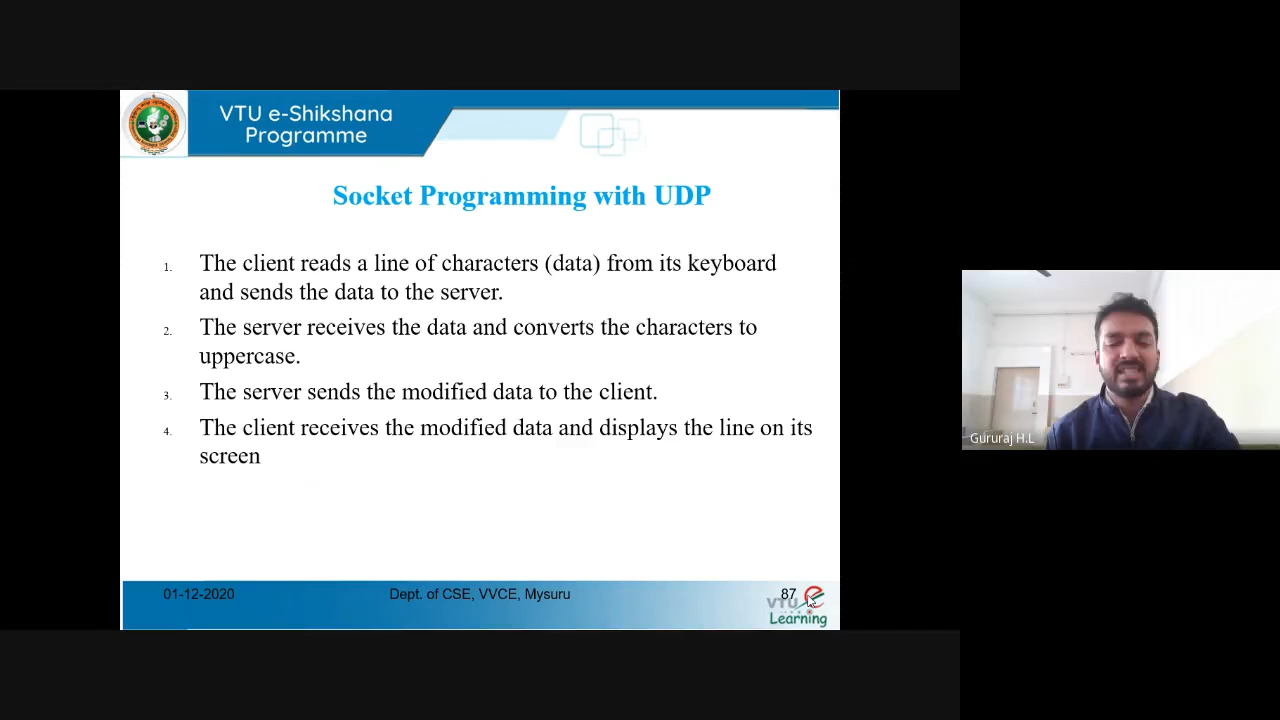 VTU e-Shikshana
Programme
Socket Programming with UDP
1. The client reads a line of characters (data) from its keyboard
and sends the data to the server.
2. The server receives the data and converts the characters to
uppercase.
3. The server sends the modified data to the client.
4. The client receives the modified data and displays the line on its
screen
Gururaj H.L
01-12-2020 Dept. of CSE, VVCE, Mysuru 87
VTU e
Learning